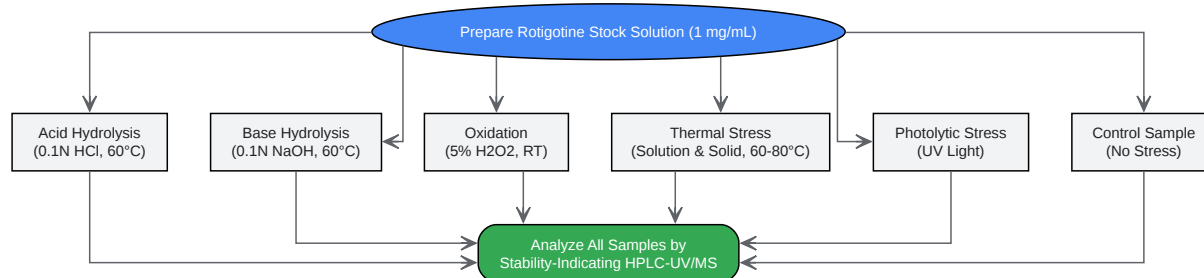 Prepare Rotigotine Stock Solution (1 mg/mL)
Acid Hydrolysis
(0.1N HCl, 60°C)
Base Hydrolysis
(0.1N NaOH, 60°C)
Oxidation
(5% H2O2, RT)
Thermal Stress
(Solution & Solid, 60-80°C)
Photolytic Stress
(UV Light)
Control Sample
(No Stress)
Analyze All Samples by
Stability-Indicating HPLC-UV/MS